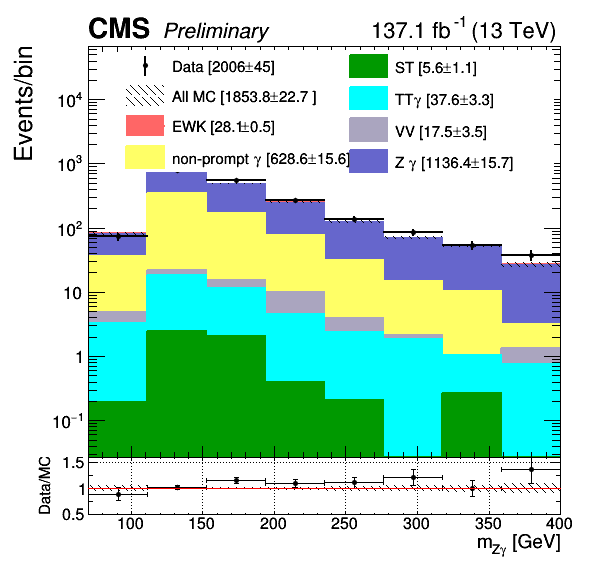 CMS Preliminary 137.1 fb⁻¹ (13 TeV)
Events/bin
Data [2006±45]
All MC [1853.8±22.7 ]
EWK [28.1±0.5]
non-prompt γ [628.6±15.6]
ST [5.6±1.1]
TTγ [37.6±3.3]
VV [17.5±3.5]
Z γ [1136.4±15.7]
10⁴
10³
10²
10
1
10⁻¹
Data/MC
1.5
1
0.5
100 150 200 250 300 350 400
m_Zγ [GeV]